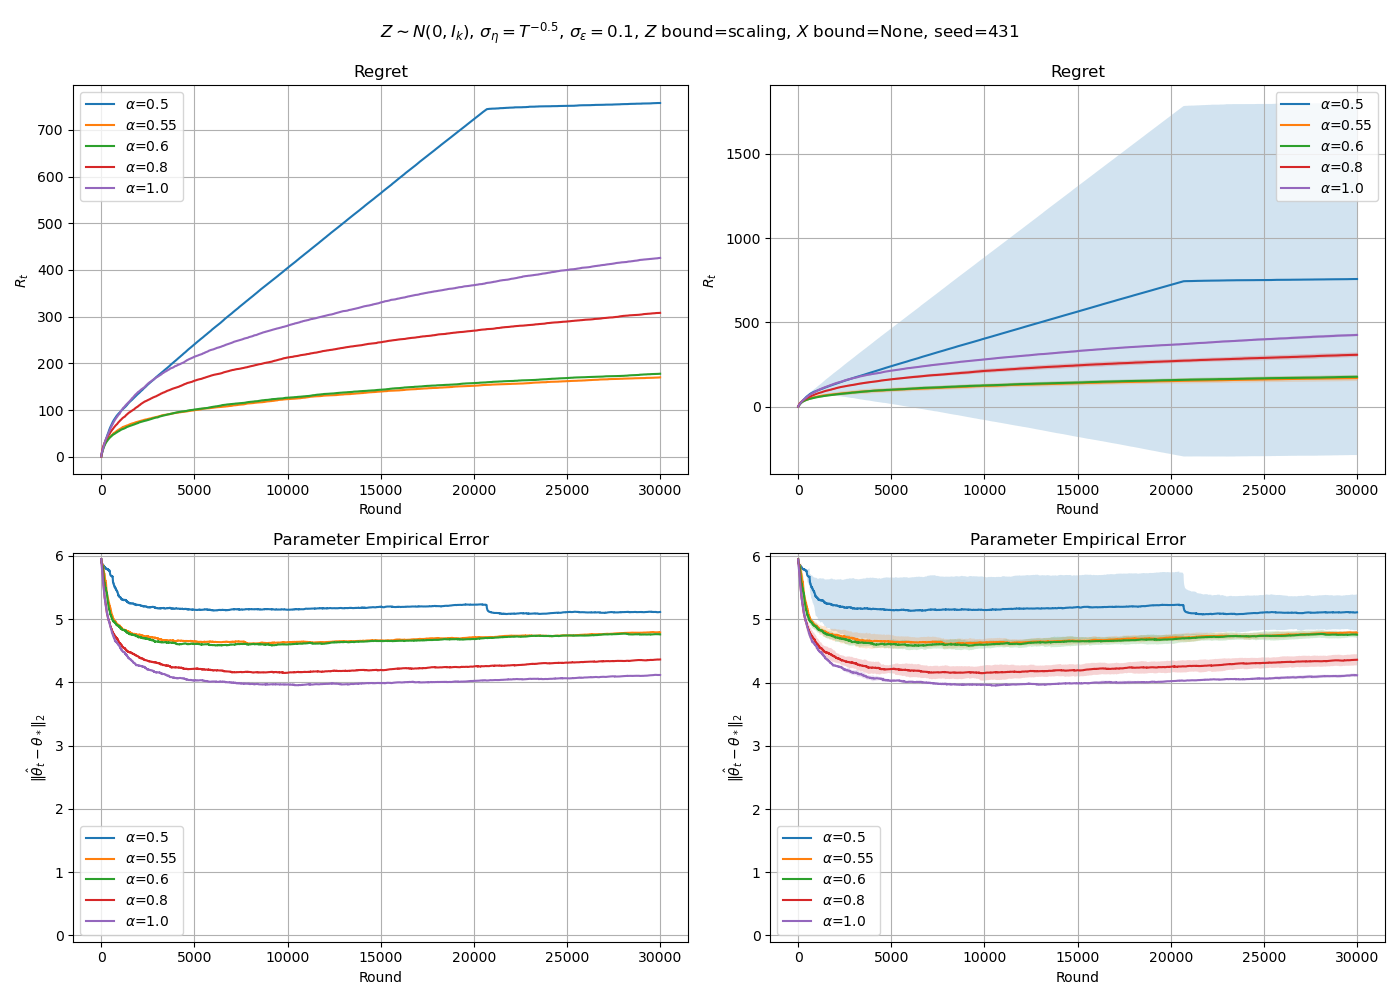 Z ~ N(0, I_k), σ_η = T^{-0.5}, σ_ε = 0.1, Z bound=scaling, X bound=None, seed=431
Regret
R_t
700
600
500
400
300
200
100
0
α=0.5
α=0.55
α=0.6
α=0.8
α=1.0
0 5000 10000 15000 20000 25000 30000
Round
Regret
R_t
1500
1000
500
0
α=0.5
α=0.55
α=0.6
α=0.8
α=1.0
0 5000 10000 15000 20000 25000 30000
Round
Parameter Empirical Error
‖θ̂_t − θ_*‖_2
6
5
4
3
2
1
0
α=0.5
α=0.55
α=0.6
α=0.8
α=1.0
0 5000 10000 15000 20000 25000 30000
Round
Parameter Empirical Error
‖θ̂_t − θ_*‖_2
6
5
4
3
2
1
0
α=0.5
α=0.55
α=0.6
α=0.8
α=1.0
0 5000 10000 15000 20000 25000 30000
Round